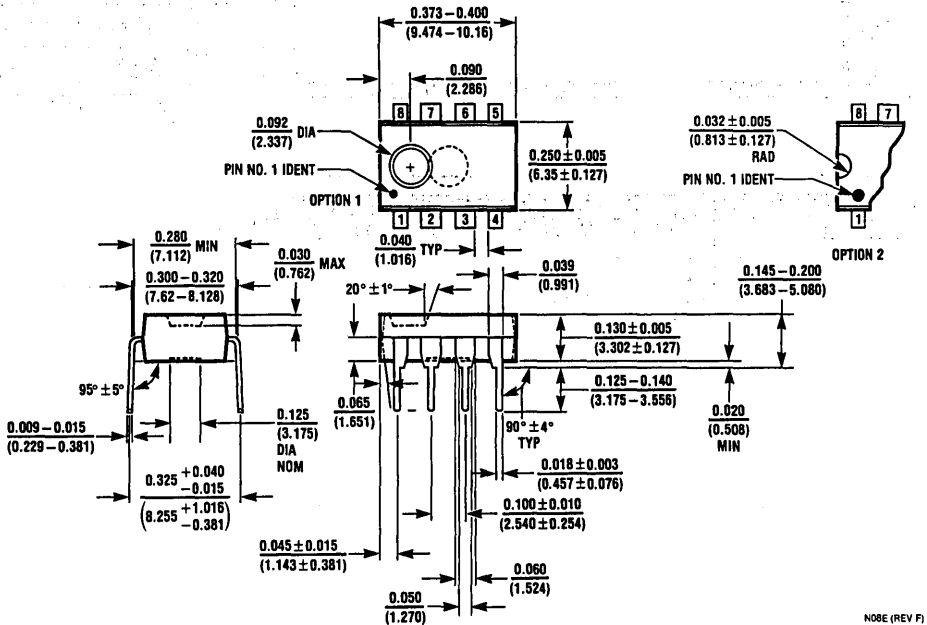 0.373–0.400
(9.474–10.16)
0.090
(2.286)
8 7 6 5
0.092 DIA
(2.337)
PIN NO. 1 IDENT
OPTION 1
0.250 ± 0.005
(6.35 ± 0.127)
1 2 3 4
8 7
0.032 ± 0.005
(0.813 ± 0.127)
RAD
PIN NO. 1 IDENT
1
OPTION 2
0.280 MIN
(7.112)
0.300–0.320
(7.62–8.128)
0.030 MAX
(0.762)
0.040 TYP
(1.016)
0.039
(0.991)
0.145–0.200
(3.683–5.080)
20° ± 1°
0.130 ± 0.005
(3.302 ± 0.127)
95° ± 5°
0.065
(1.651)
0.125–0.140
(3.175–3.556)
0.020
(0.508)
MIN
90° ± 4°
TYP
0.009–0.015
(0.229–0.381)
0.125
(3.175)
DIA
NOM
0.018 ± 0.003
(0.457 ± 0.076)
0.325 +0.040 −0.015
(8.255 +1.016 −0.381)
0.100 ± 0.010
(2.540 ± 0.254)
0.045 ± 0.015
(1.143 ± 0.381)
0.060
(1.524)
0.050
(1.270)
N08E (REV F)